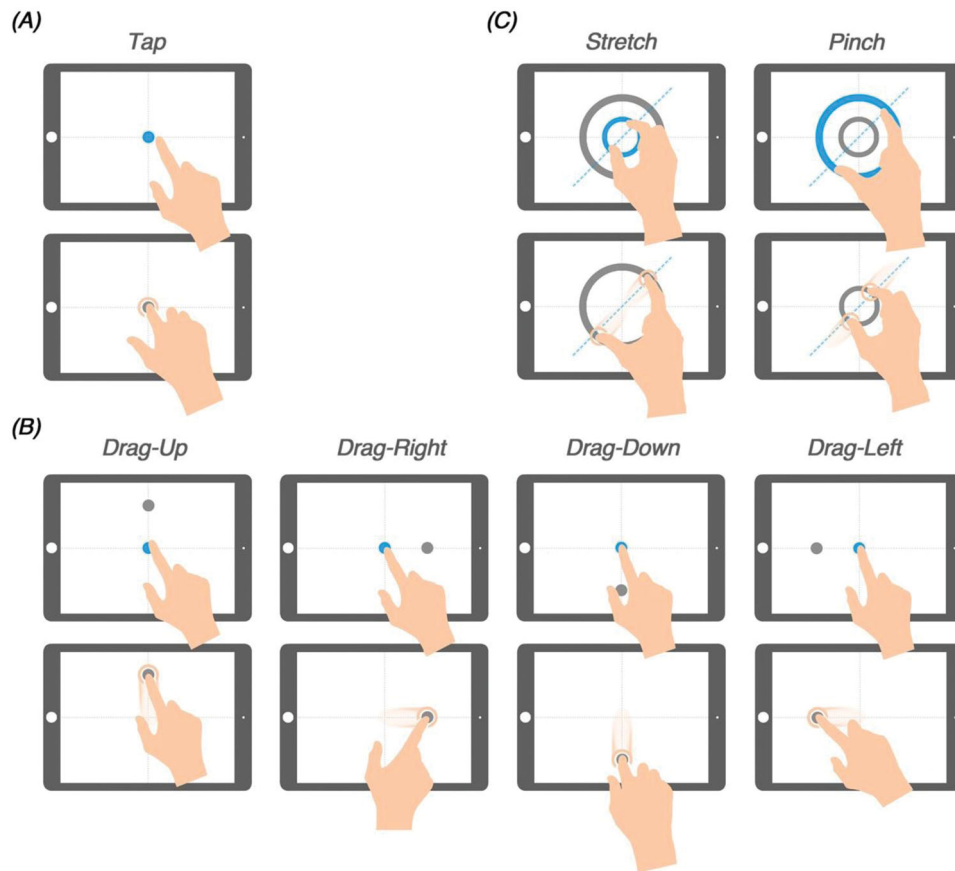 (A)
Tap
(C)
Stretch
Pinch
(B)
Drag-Up
Drag-Right
Drag-Down
Drag-Left